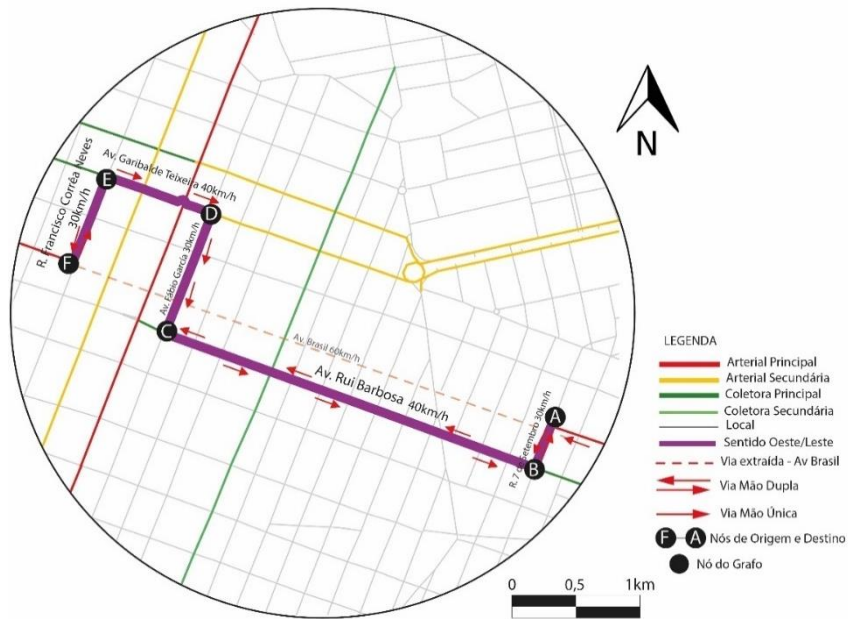 N
R. Francisco Corrêa Neves
30km/h
E
Av. Garibalde Teixeira 40km/h
D
F
Av. Fábio García 30km/h
C
Av. Brasil 60km/h
Av. Rui Barbosa 40km/h
R. 7 de Setembro 30km/h
A
B
LEGENDA
Arterial Principal
Arterial Secundária
Coletora Principal
Coletora Secundária
Local
Sentido Oeste/Leste
Via extraída - Av Brasil
Via Mão Dupla
Via Mão Única
F A Nós de Origem e Destino
Nó do Grafo
0 0,5 1km